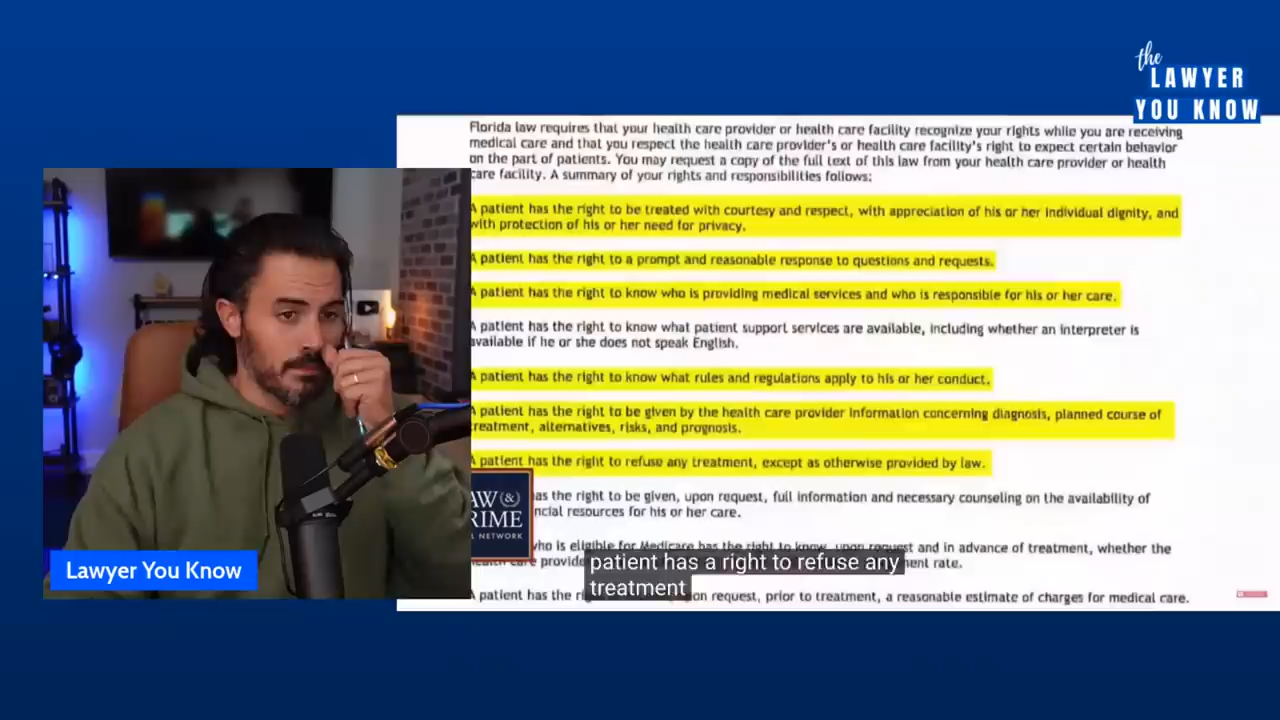 the
LAWYER
YOU KNOW
Florida law requires that your health care provider or health care facility recognize your rights while you are receiving
medical care and that you respect the health care provider's or health care facility's right to expect certain behavior
on the part of patients. You may request a copy of the full text of this law from your health care provider or health
care facility. A summary of your rights and responsibilities follows:
A patient has the right to be treated with courtesy and respect, with appreciation of his or her individual dignity, and
with protection of his or her need for privacy.
A patient has the right to a prompt and reasonable response to questions and requests.
A patient has the right to know who is providing medical services and who is responsible for his or her care.
A patient has the right to know what patient support services are available, including whether an interpreter is
available if he or she does not speak English.
A patient has the right to know what rules and regulations apply to his or her conduct.
A patient has the right to be given by the health care provider information concerning diagnosis, planned course of
treatment, alternatives, risks, and prognosis.
A patient has the right to refuse any treatment, except as otherwise provided by law.
has the right to be given, upon request, full information and necessary counseling on the availability of
ncial resources for his or her care.
who is eligible for Medicare has the right to know, upon request and in advance of treatment, whether the
health care provide ent rate.
A patient has the ri on request, prior to treatment, a reasonable estimate of charges for medical care.
AW &
RIME
NETWORK
patient has a right to refuse any
treatment
Lawyer You Know